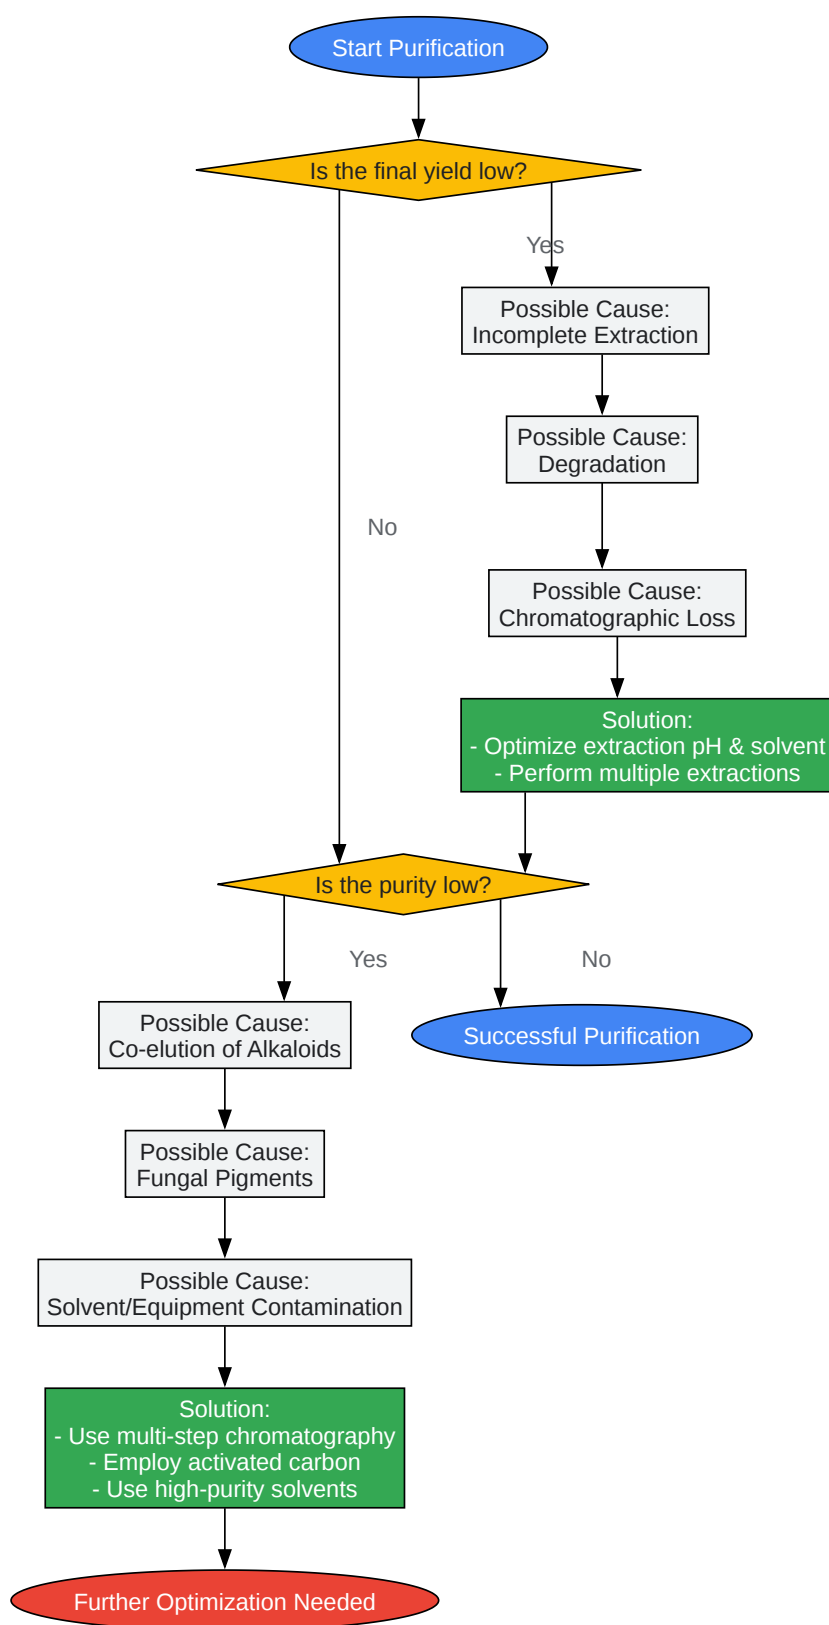 Start Purification
Is the final yield low?
Yes
Possible Cause:
Incomplete Extraction
Possible Cause:
Degradation
No
Possible Cause:
Chromatographic Loss
Solution:
- Optimize extraction pH & solvent
- Perform multiple extractions
Is the purity low?
Yes
No
Possible Cause:
Co-elution of Alkaloids
Successful Purification
Possible Cause:
Fungal Pigments
Possible Cause:
Solvent/Equipment Contamination
Solution:
- Use multi-step chromatography
- Employ activated carbon
- Use high-purity solvents
Further Optimization Needed